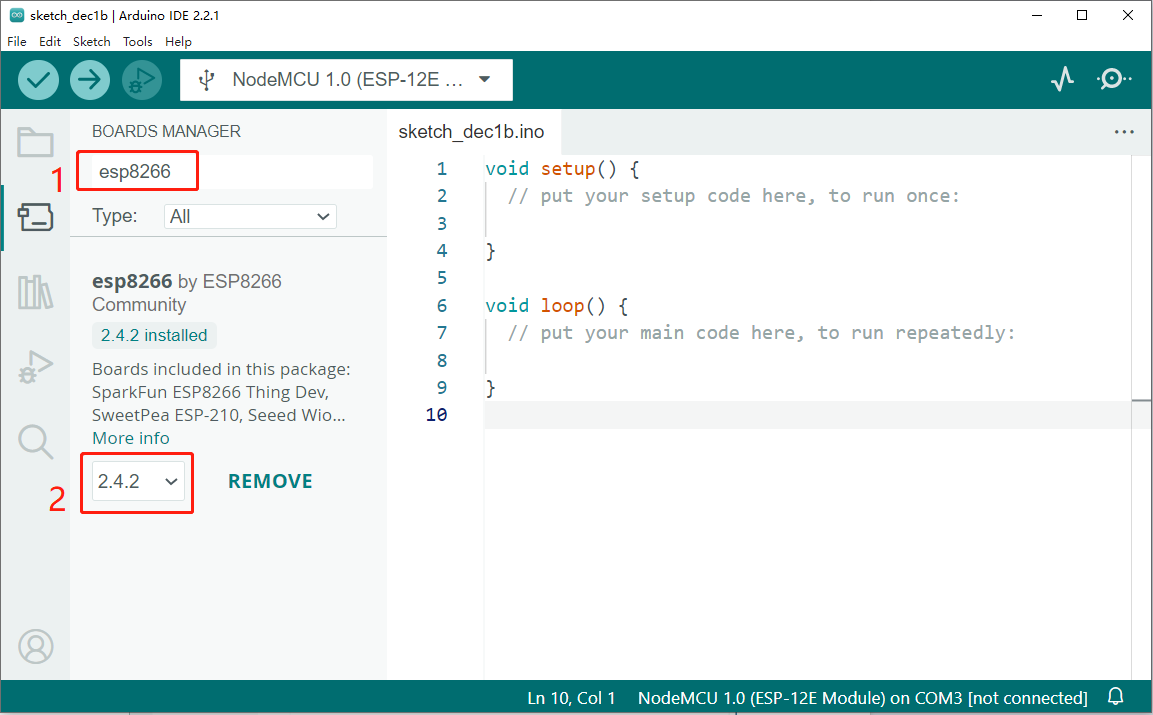 sketch_dec1b | Arduino IDE 2.2.1
File Edit Sketch Tools Help
NodeMCU 1.0 (ESP-12E ...
BOARDS MANAGER
1
esp8266
Type: All
esp8266 by ESP8266
Community
2.4.2 installed
Boards included in this package:
SparkFun ESP8266 Thing Dev,
SweetPea ESP-210, Seeed Wio...
More info
2
2.4.2
REMOVE
sketch_dec1b.ino
1 void setup() {
2 // put your setup code here, to run once:
3
4 }
5
6 void loop() {
7 // put your main code here, to run repeatedly:
8
9 }
10
Ln 10, Col 1 NodeMCU 1.0 (ESP-12E Module) on COM3 [not connected]